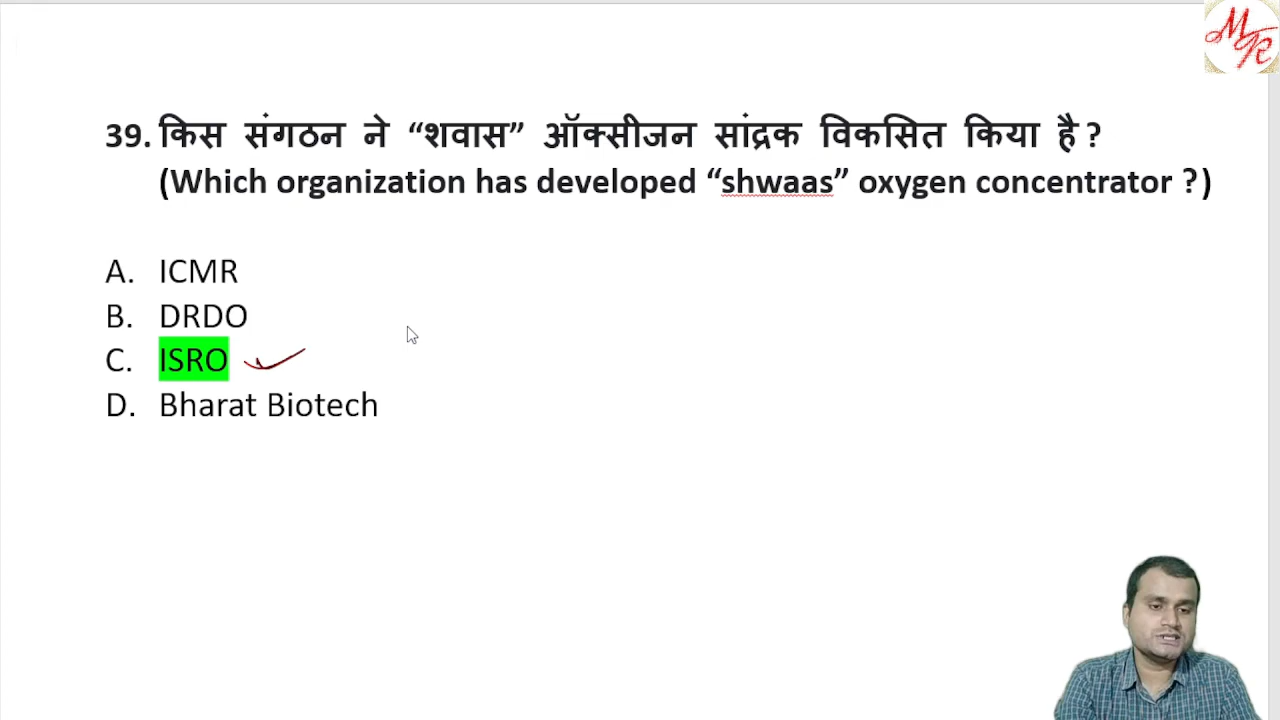 MR
39. किस संगठन ने “शवास” ऑक्सीजन सांद्रक विकसित किया है ?
(Which organization has developed “shwaas” oxygen concentrator ?)
A. ICMR
B. DRDO
C. ISRO
D. Bharat Biotech